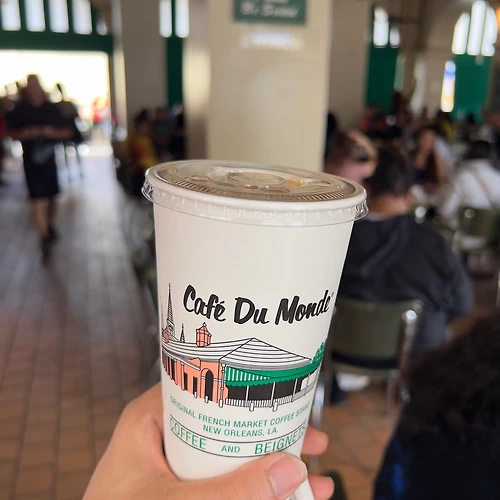 Café Du Monde
ORIGINAL FRENCH MARKET COFFEE STAND
NEW ORLEANS, LA.
COFFEE AND BEIGNETS